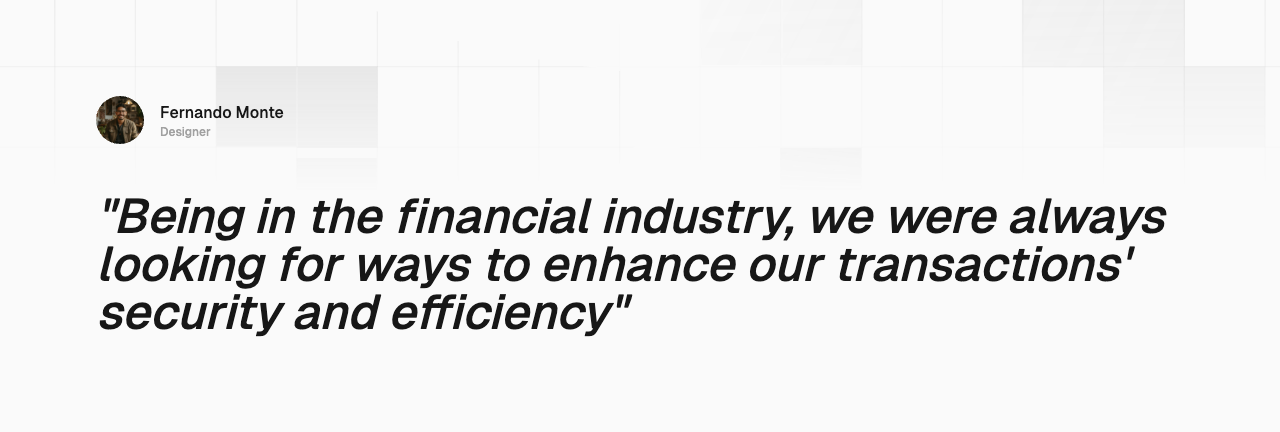 Fernando Monte
Designer
"Being in the financial industry, we were always
looking for ways to enhance our transactions'
security and efficiency"